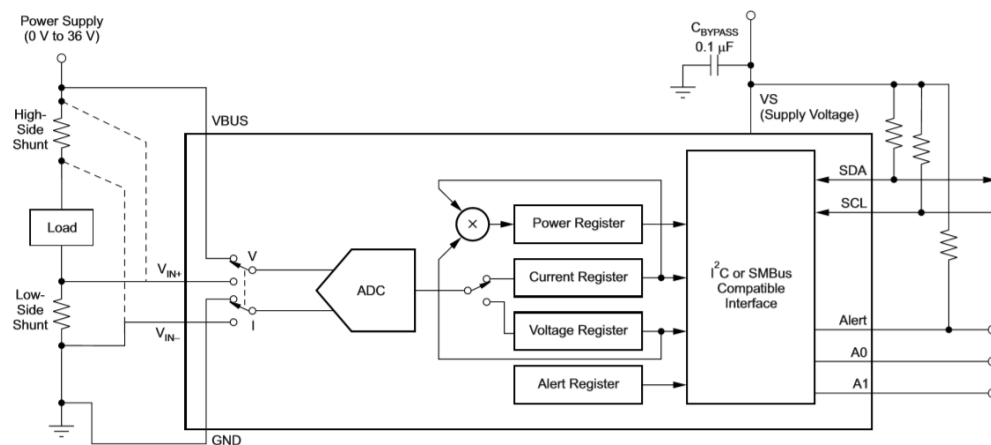 Power Supply
(0 V to 36 V)
C_BYPASS
0.1 μF
VS
(Supply Voltage)
High-
Side
Shunt
VBUS
SDA
SCL
×
Power Register
Load
V
V_IN+
ADC
Current Register
I²C or SMBus
Compatible
Interface
Low-
Side
Shunt
I
V_IN–
Voltage Register
Alert
A0
Alert Register
A1
GND